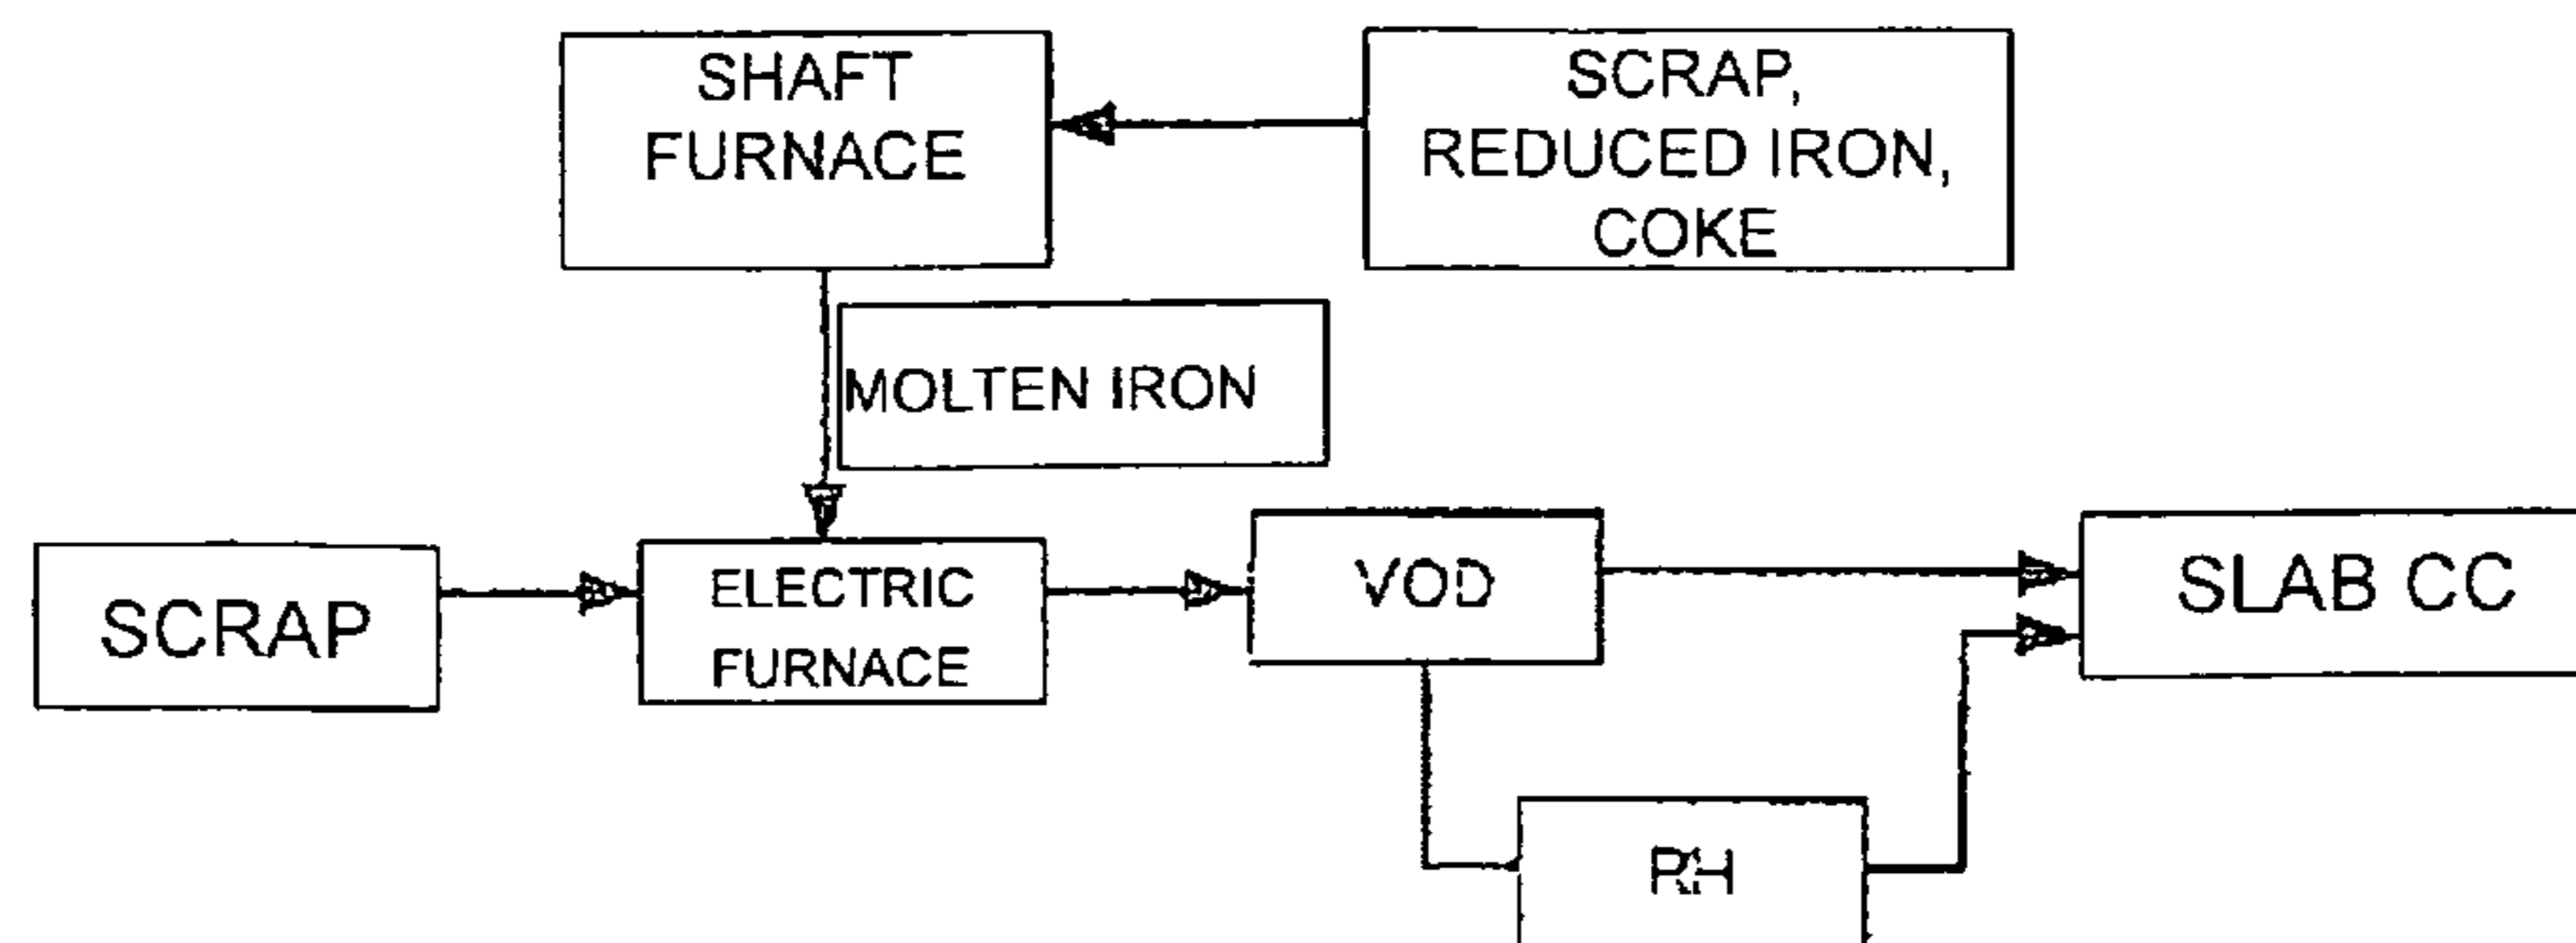 SHAFT
FURNACE
SCRAP,
REDUCED IRON,
COKE
MOLTEN IRON
SCRAP
ELECTRIC
FURNACE
VOD
SLAB CC
RH